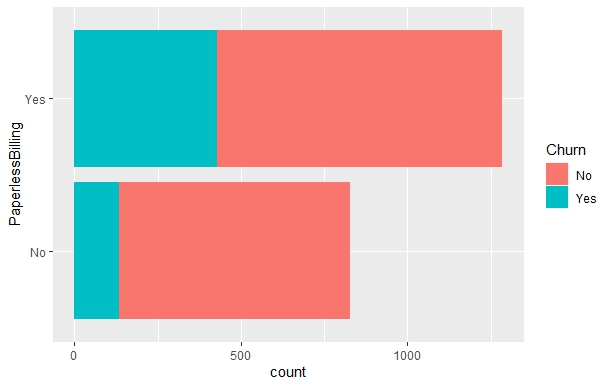 PaperlessBilling
Yes
No
0
500
1000
count
Churn
No
Yes